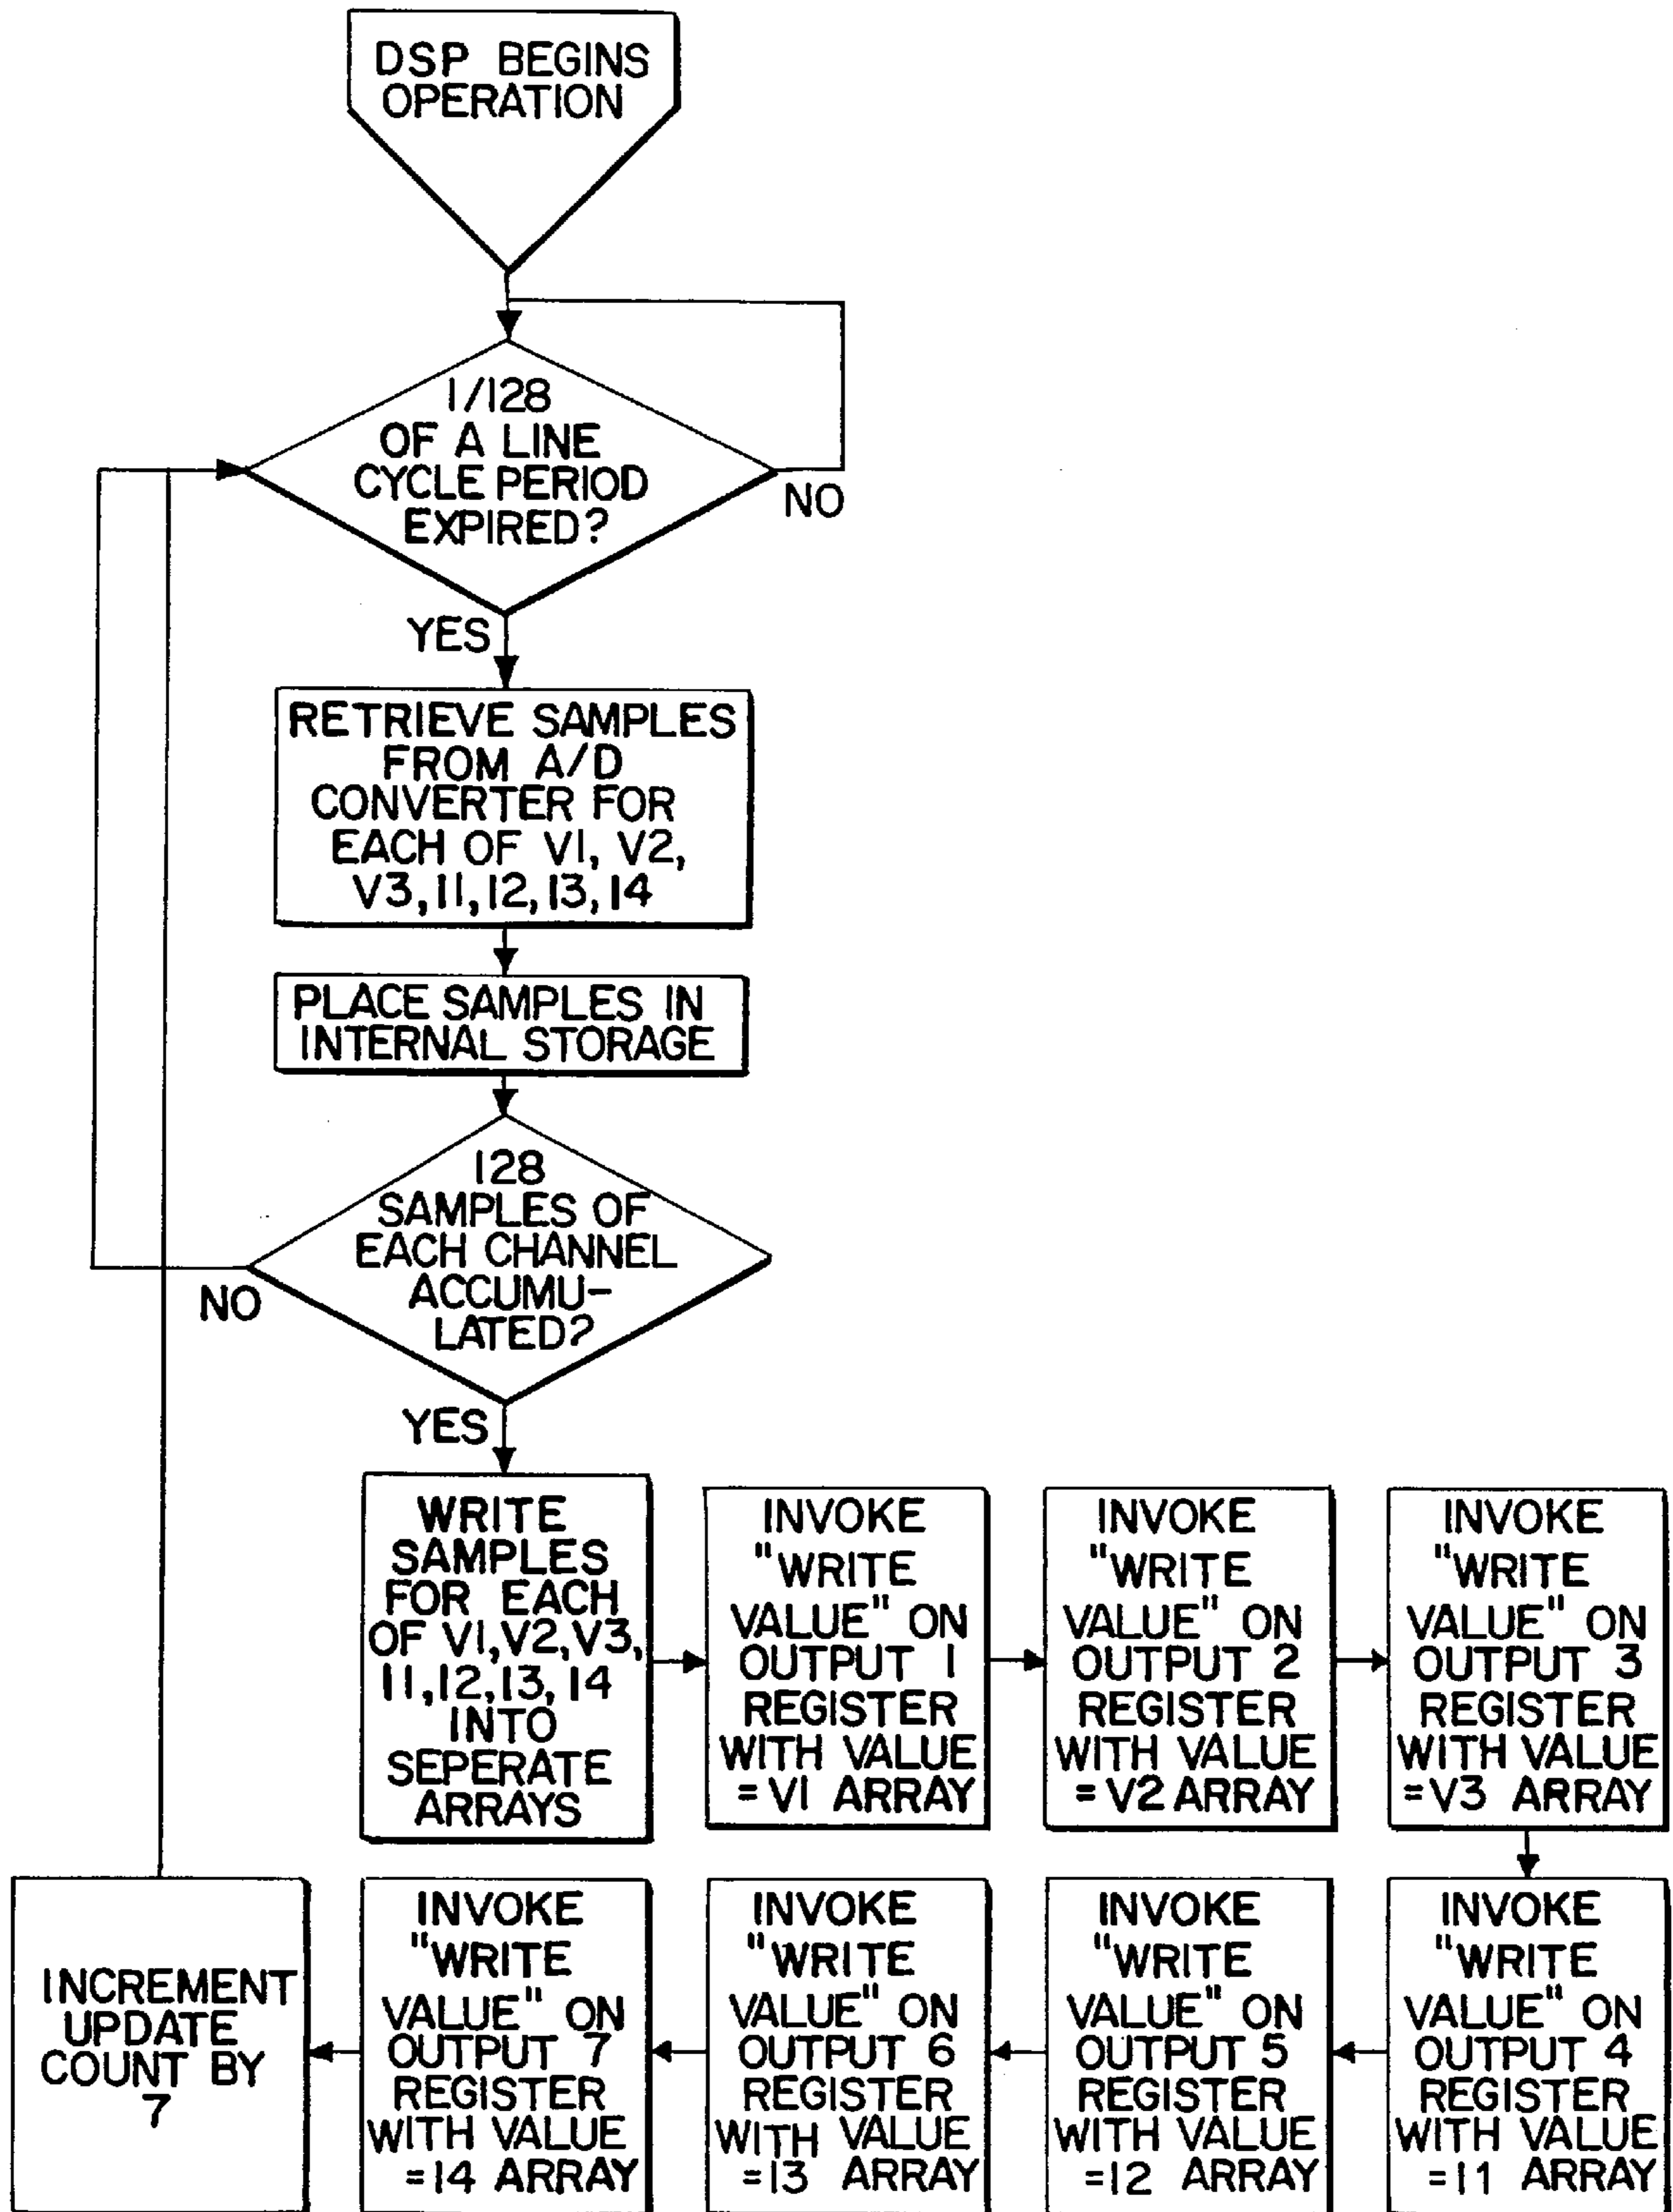 DSP BEGINS
OPERATION
1/128
OF A LINE
CYCLE PERIOD
EXPIRED?
NO
YES
RETRIEVE SAMPLES
FROM A/D
CONVERTER FOR
EACH OF V1, V2,
V3, I1, I2, I3, I4
PLACE SAMPLES IN
INTERNAL STORAGE
128
SAMPLES OF
EACH CHANNEL
ACCUMU-
LATED?
NO
YES
WRITE
SAMPLES
FOR EACH
OF V1, V2, V3,
I1, I2, I3, I4
INTO
SEPERATE
ARRAYS
INVOKE
"WRITE
VALUE" ON
OUTPUT 1
REGISTER
WITH VALUE
=V1 ARRAY
INVOKE
"WRITE
VALUE" ON
OUTPUT 2
REGISTER
WITH VALUE
=V2 ARRAY
INVOKE
"WRITE
VALUE" ON
OUTPUT 3
REGISTER
WITH VALUE
=V3 ARRAY
INVOKE
"WRITE
VALUE" ON
OUTPUT 4
REGISTER
WITH VALUE
=I1 ARRAY
INVOKE
"WRITE
VALUE" ON
OUTPUT 5
REGISTER
WITH VALUE
=I2 ARRAY
INVOKE
"WRITE
VALUE" ON
OUTPUT 6
REGISTER
WITH VALUE
=I3 ARRAY
INVOKE
"WRITE
VALUE" ON
OUTPUT 7
REGISTER
WITH VALUE
=I4 ARRAY
INCREMENT
UPDATE
COUNT BY
7